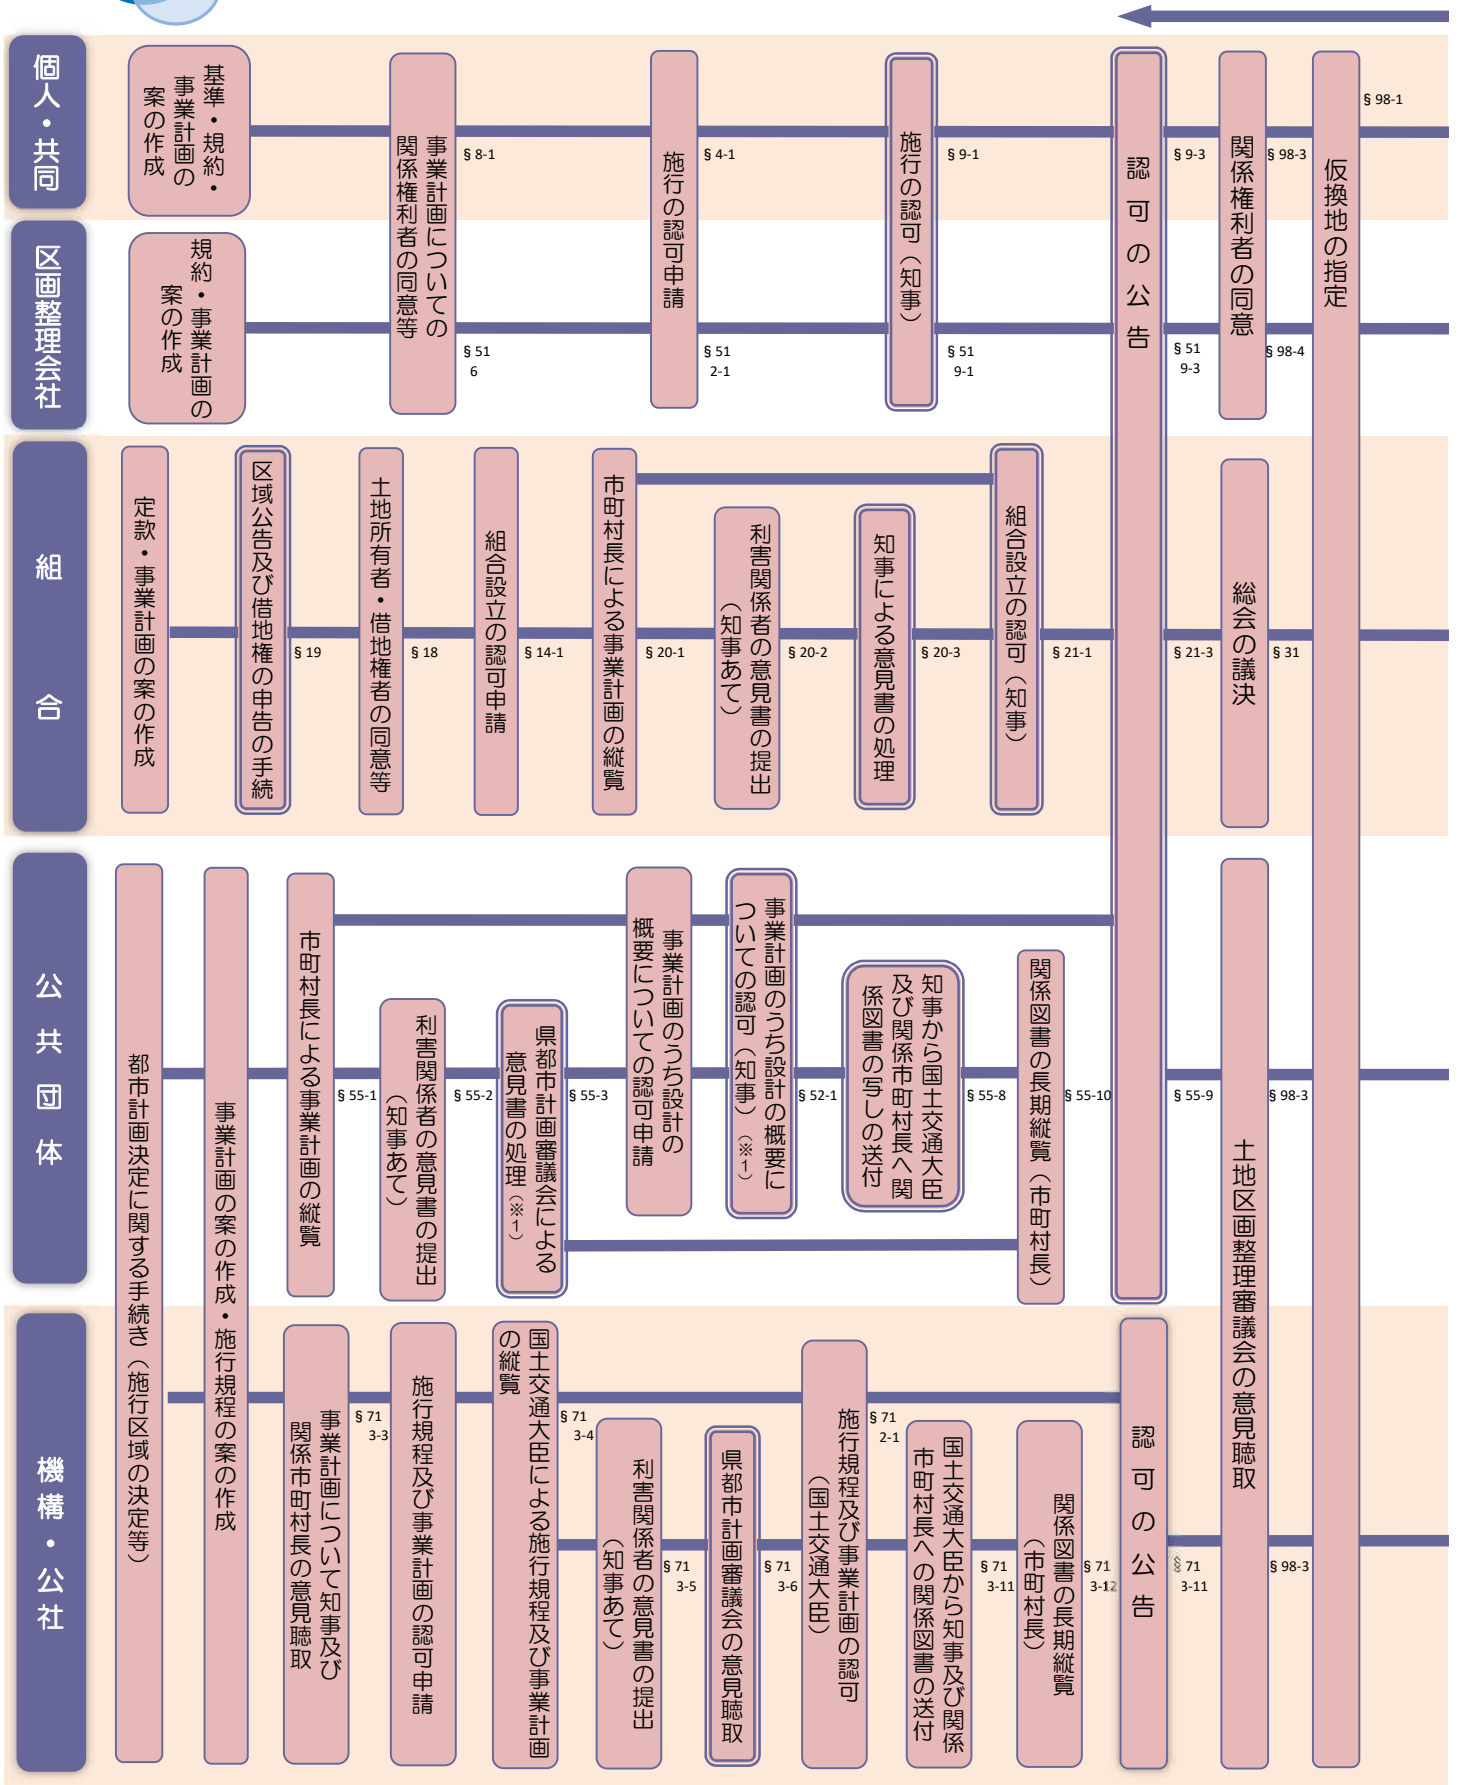 個人・共同
基準・規約・
事業計画の
案の作成
事業計画についての
関係権利者の同意等
§ 8-1
施行の認可申請
§ 4-1
施行の認可（知事）
§ 9-1
認可の公告
§ 9-3
関係権利者の同意
§ 98-3
仮換地の指定
§ 98-1
区画整理会社
規約・事業計画の
案の作成
§ 51
6
§ 51
2-1
§ 51
9-1
§ 51
9-3
§ 98-4
組合
定款・事業計画の案の作成
区域公告及び借地権の申告の手続
§ 19
土地所有者・借地権者の同意等
§ 18
組合設立の認可申請
§ 14-1
市町村長による事業計画の縦覧
§ 20-1
利害関係者の意見書の提出
（知事あて）
§ 20-2
知事による意見書の処理
§ 20-3
組合設立の認可（知事）
§ 21-1
§ 21-3
総会の議決
§ 31
公共団体
都市計画決定に関する手続き（施行区域の決定等）
事業計画の案の作成・施行規程の案の作成
市町村長による事業計画の縦覧
§ 55-1
利害関係者の意見書の提出
（知事あて）
§ 55-2
県都市計画審議会による
意見書の処理（※１）
§ 55-3
事業計画のうち設計の
概要についての認可申請
事業計画のうち設計の概要に
ついての認可（知事）（※１）
§ 52-1
知事から国土交通大臣
及び関係市町村長へ関
係図書の写しの送付
§ 55-8
関係図書の長期縦覧（市町村長）
§ 55-10
§ 55-9
土地区画整理審議会の意見聴取
§ 98-3
機構・公社
事業計画について知事及び
関係市町村長の意見聴取
§ 71
3-3
施行規程及び事業計画の認可申請
国土交通大臣による施行規程及び事業計画
の縦覧
§ 71
3-4
利害関係者の意見書の提出
（知事あて）
§ 71
3-5
県都市計画審議会の意見聴取
§ 71
3-6
施行規程及び事業計画の認可
（国土交通大臣）
§ 71
2-1
国土交通大臣から知事及び関係
市町村長への関係図書の送付
§ 71
3-11
関係図書の長期縦覧
（市町村長）
§ 71
3-12
認可の公告
§ 71
3-11
§ 98-3